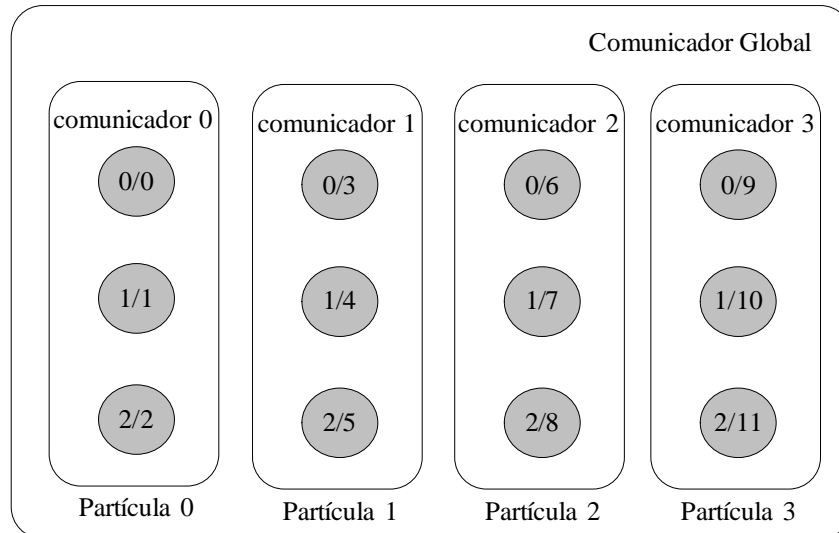 Comunicador Global
comunicador 0
comunicador 1
comunicador 2
comunicador 3
0/0
0/3
0/6
0/9
1/1
1/4
1/7
1/10
2/2
2/5
2/8
2/11
Partícula 0
Partícula 1
Partícula 2
Partícula 3